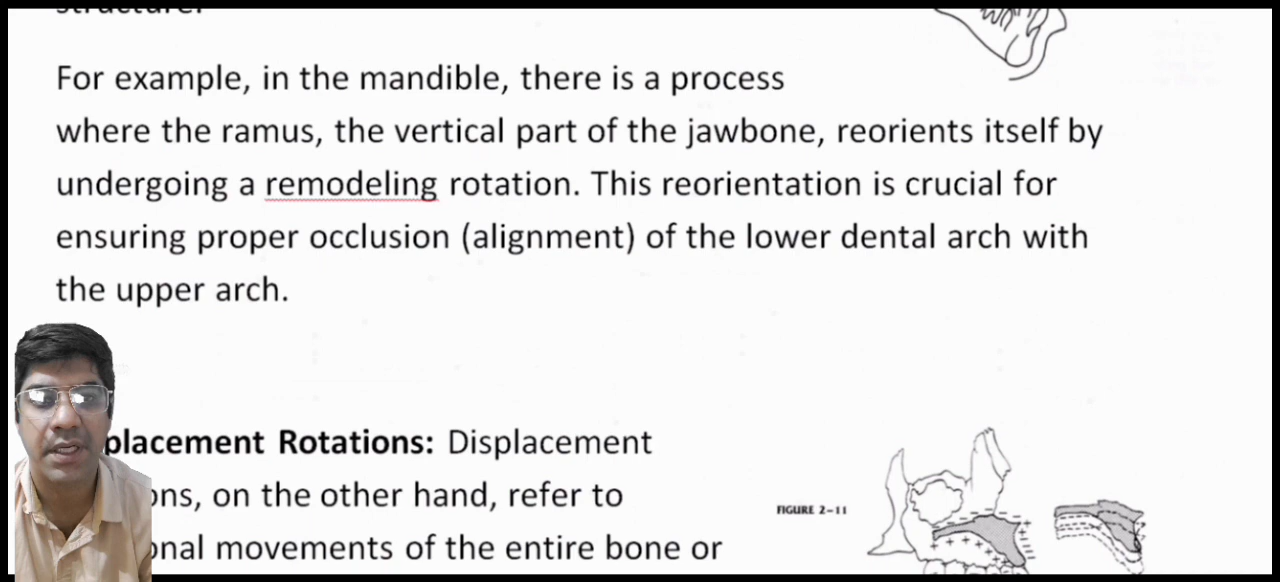 structure.
For example, in the mandible, there is a process
where the ramus, the vertical part of the jawbone, reorients itself by
undergoing a remodeling rotation. This reorientation is crucial for
ensuring proper occlusion (alignment) of the lower dental arch with
the upper arch.
placement Rotations: Displacement
ons, on the other hand, refer to
onal movements of the entire bone or
FIGURE 2-11